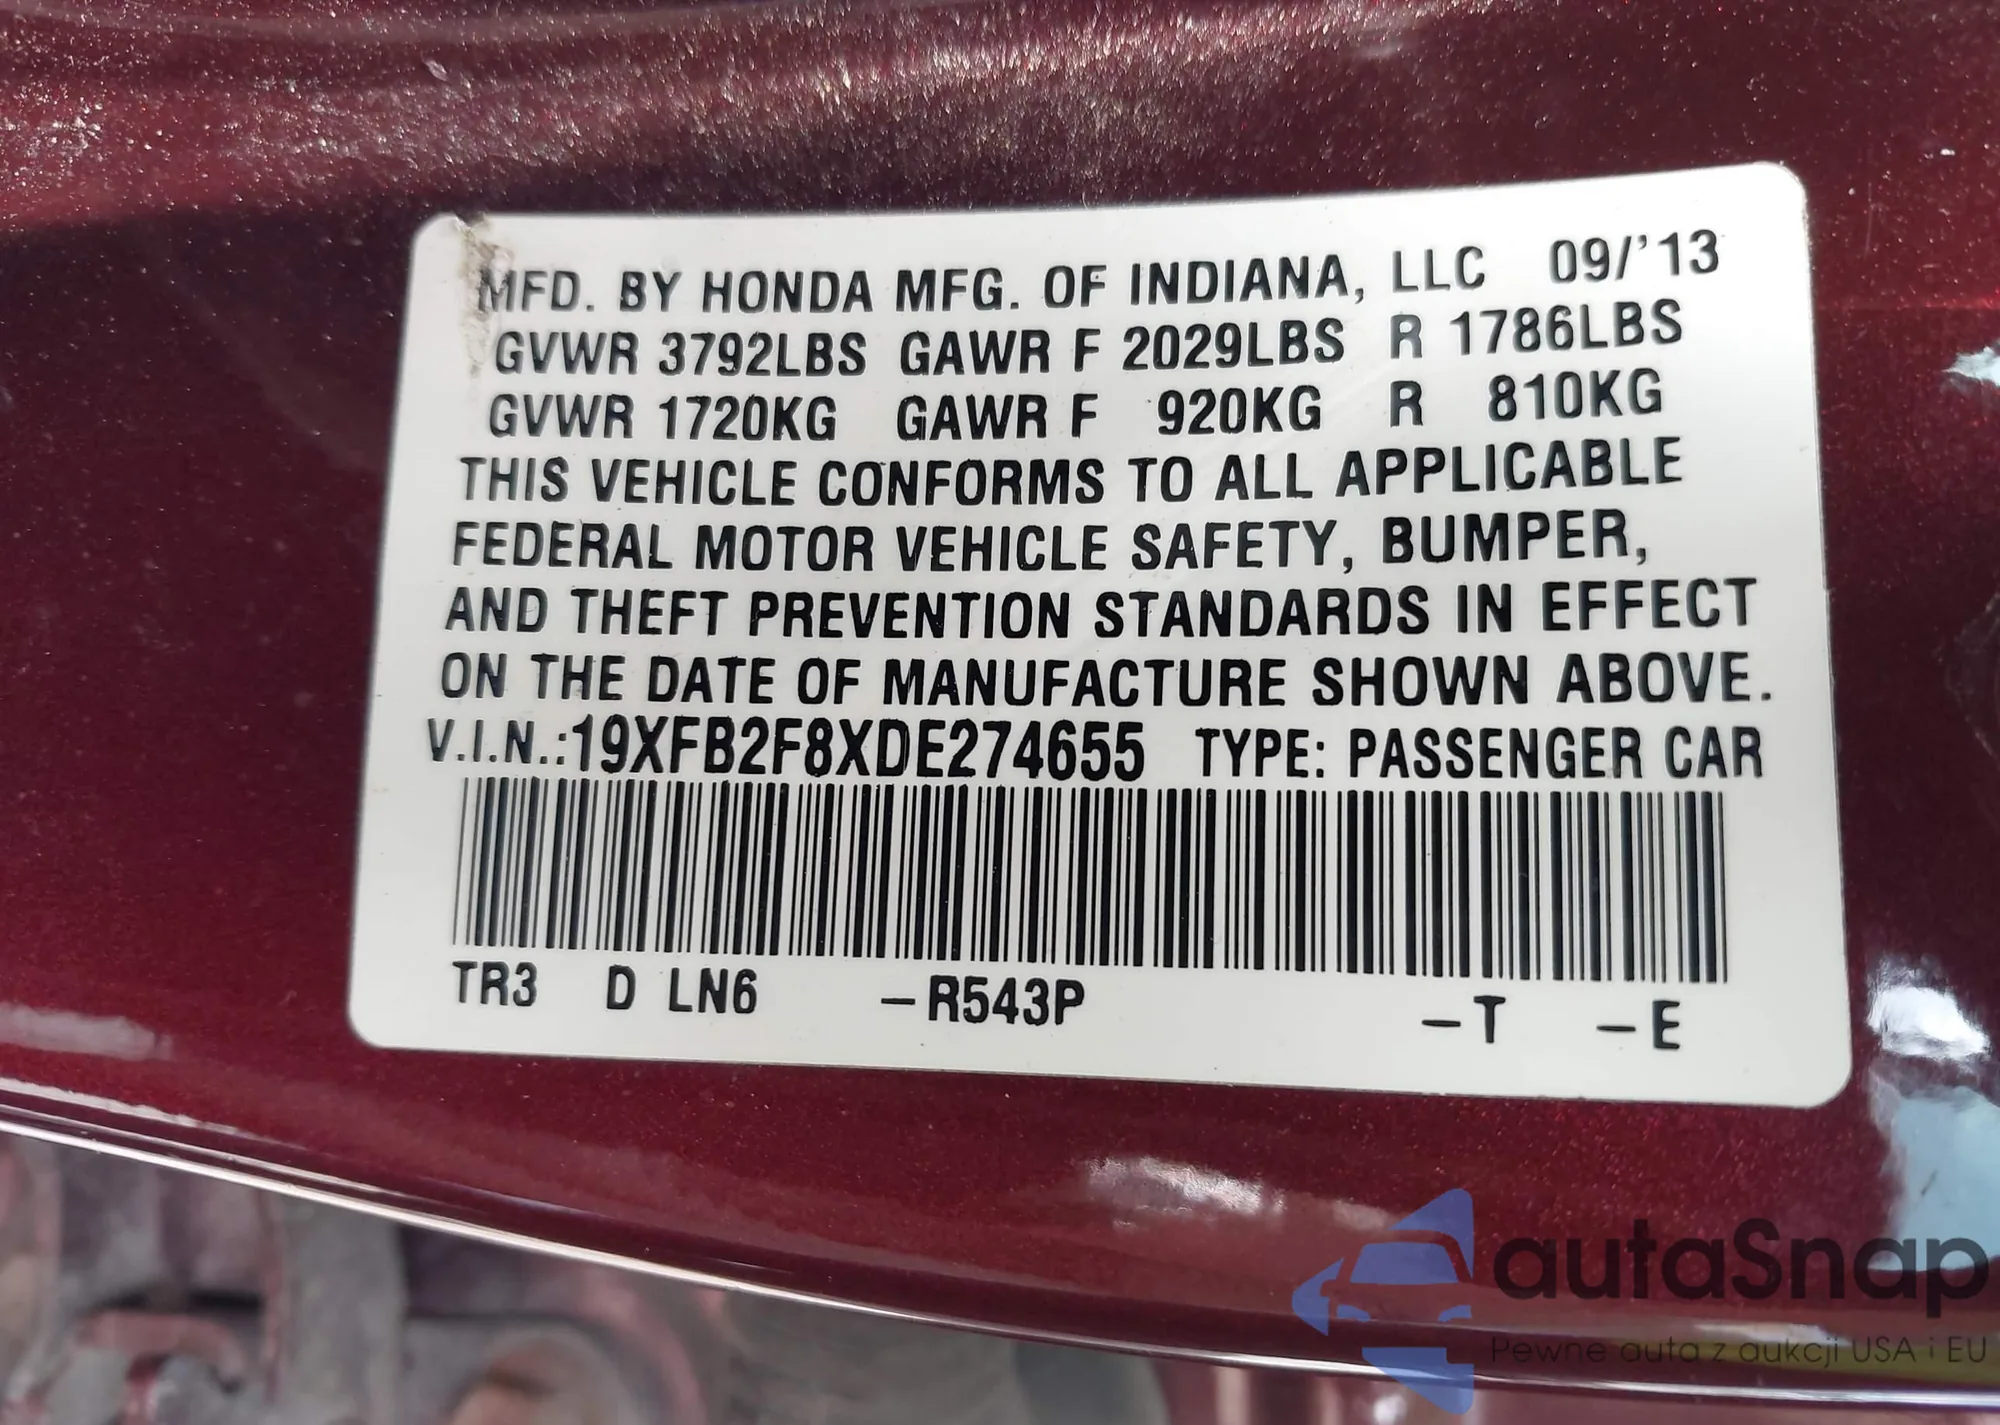 MFD. BY HONDA MFG. OF INDIANA, LLC 09/'13
GVWR 3792LBS GAWR F 2029LBS R 1786LBS
GVWR 1720KG GAWR F 920KG R 810KG
THIS VEHICLE CONFORMS TO ALL APPLICABLE
FEDERAL MOTOR VEHICLE SAFETY, BUMPER,
AND THEFT PREVENTION STANDARDS IN EFFECT
ON THE DATE OF MANUFACTURE SHOWN ABOVE.
V.I.N.:19XFB2F8XDE274655 TYPE: PASSENGER CAR
TR3 D LN6 –R543P –T –E
autaSnap
Pewne auta z aukcji USA i EU